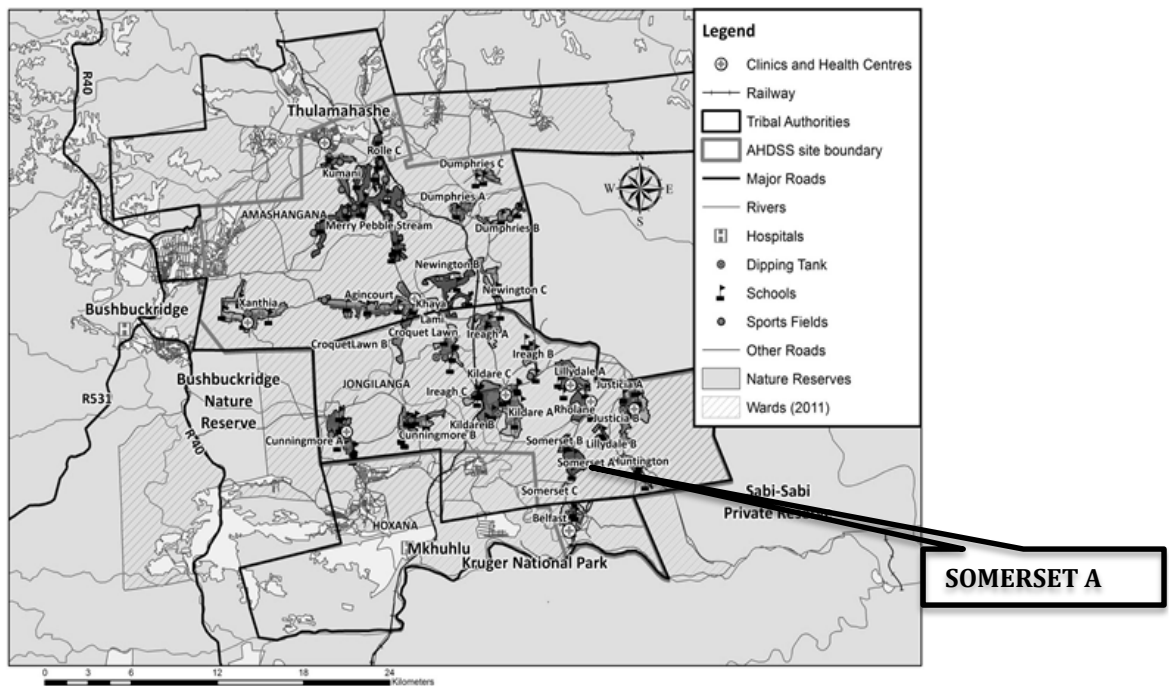 Legend
Clinics and Health Centres
Railway
Tribal Authorities
AHDSS site boundary
Major Roads
Rivers
Hospitals
Dipping Tank
Schools
Sports Fields
Other Roads
Nature Reserves
Wards (2011)
N
W
E
S
R40
Thulamahashe
Rolle C
Kumani
Dumphries C
Dumphries A
AMASHANGANA
Merry Pebble Stream
Dumphries B
Newington B
Newington C
Xanthia
Agincourt
Khaya
Lami
Bushbuckridge
Croquet Lawn
Ireagh A
CroquetLawn B
Ireagh B
Kildare C
Lillydale A
Bushbuckridge
Nature
Reserve
JONGILANGA
Ireagh C
Justicia A
R531
Kildare A
Rholane
Justicia B
Kildare B
R 40
Cunningmore A
Cunningmore B
Somerset B
Lillydale B
Somerset A
Huntington
Somerset C
Sabi-Sabi
Private Reserve
Belfast
HOXANA
Mkhuhlu
Kruger National Park
SOMERSET A
0
3
6
12
18
24
Kilometers